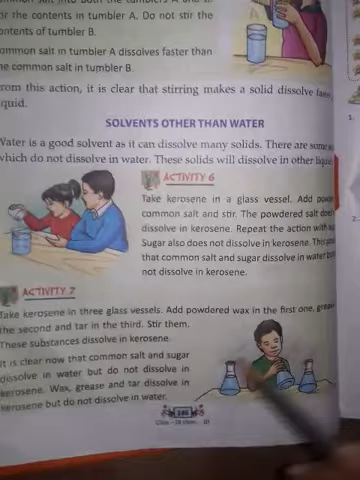 the contents in tumbler A. Do not stir the
contents of tumbler B.
common salt in tumbler A dissolves faster than
the common salt in tumbler B.
From this action, it is clear that stirring makes a solid dissolve
liquid.
SOLVENTS OTHER THAN WATER
Water is a good solvent as it can dissolve many solids. There are some
which do not dissolve in water. These solids will dissolve in other
ACTIVITY 6
Take kerosene in a glass vessel. Add
common salt and stir. The powdered salt
dissolve in kerosene. Repeat the action with
Sugar also does not dissolve in kerosene.
that common salt and sugar dissolve in water
not dissolve in kerosene.
ACTIVITY 7
Take kerosene in three glass vessels. Add powdered wax in the first one, grease
the second and tar in the third. Stir them.
These substances dissolve in kerosene.
It is clear now that common salt and sugar
dissolve in water but do not dissolve in
kerosene. Wax, grease and tar dissolve in
kerosene but do not dissolve in water.
1.
2.